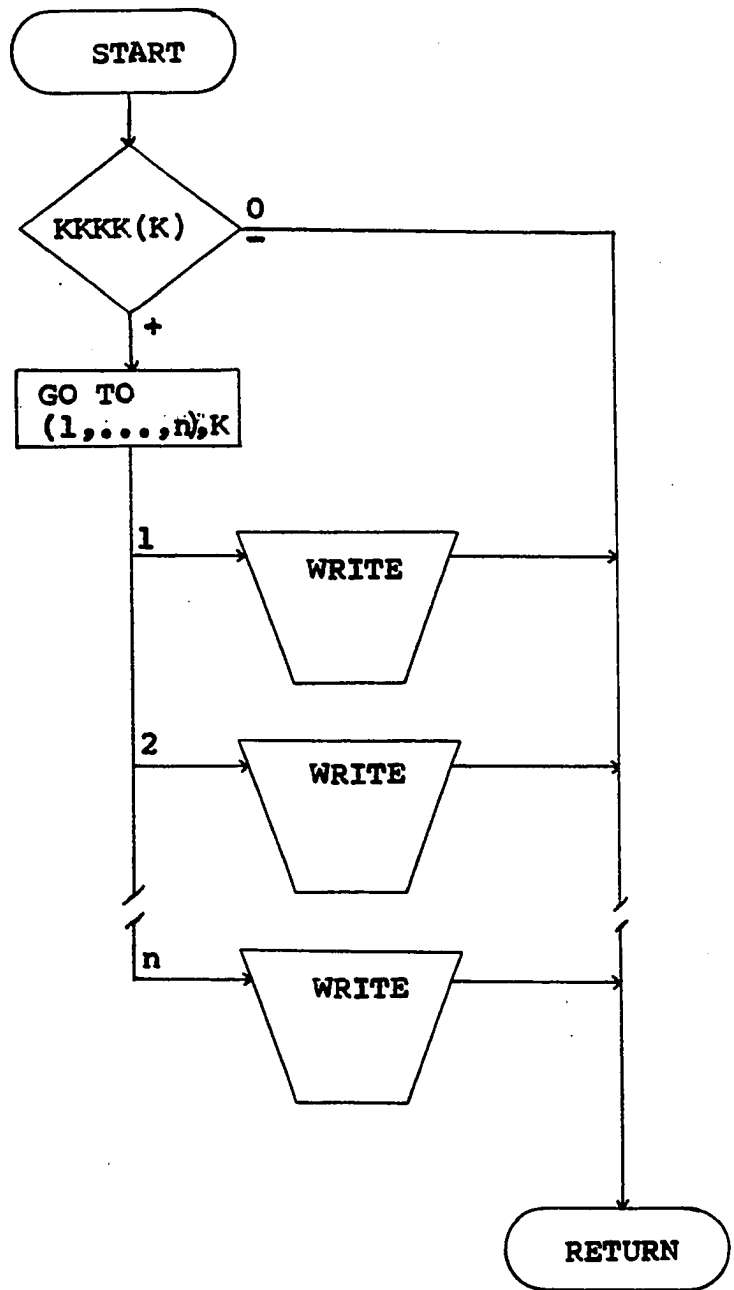 START
KKKK(K)
0
-
+
GO TO
(1,...,n),K
1
WRITE
2
WRITE
n
WRITE
RETURN